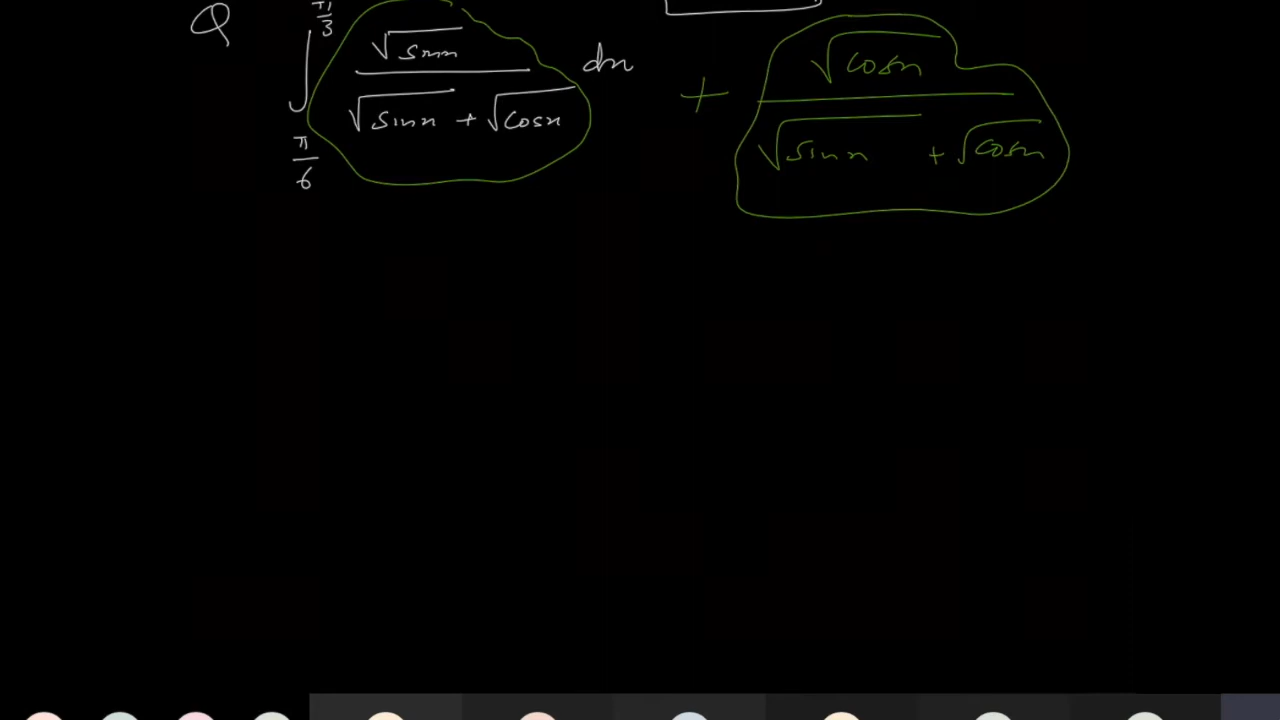 Q ∫_{π/6}^{π/3} √sinx / (√sinx + √cosx) dx + √cosx / (√sinx + √cosx)